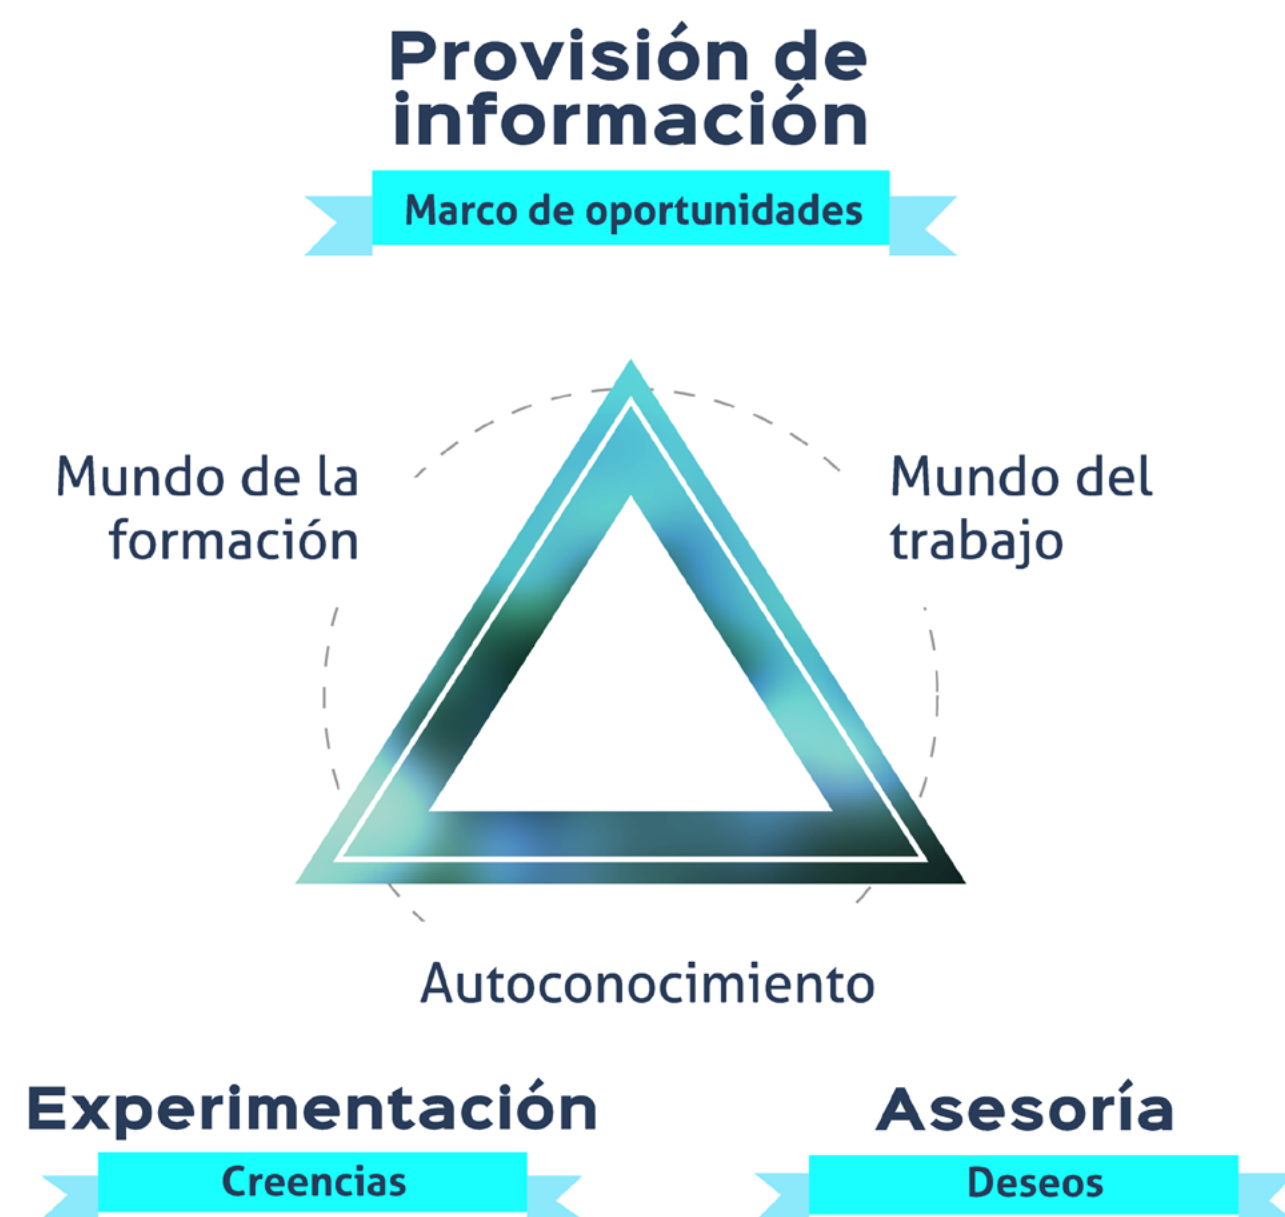 Provisión de
información
Marco de oportunidades
Mundo de la
formación
Mundo del
trabajo
Autoconocimiento
Experimentación
Creencias
Asesoría
Deseos